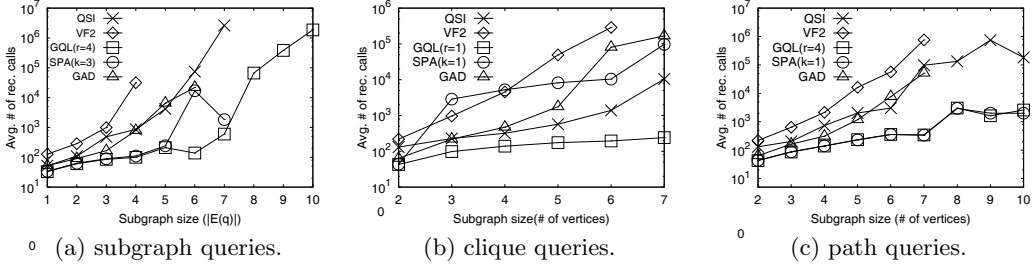 Avg. # of rec. calls
10^7
10^6
10^5
10^4
10^3
10^2
10^1
0
QSI
VF2
GQL(r=4)
SPA(k=3)
GAD
1 2 3 4 5 6 7 8 9 10
Subgraph size (|E(q)|)
(a) subgraph queries.
Avg. # of rec. calls
10^6
10^5
10^4
10^3
10^2
10^1
0
QSI
VF2
GQL(r=1)
SPA(k=1)
GAD
2 3 4 5 6 7
Subgraph size(# of vertices)
(b) clique queries.
Avg. # of rec. calls
10^7
10^6
10^5
10^4
10^3
10^2
10^1
0
QSI
VF2
GQL(r=4)
SPA(k=1)
GAD
2 3 4 5 6 7 8 9 10
Subgraph size (# of vertices)
(c) path queries.